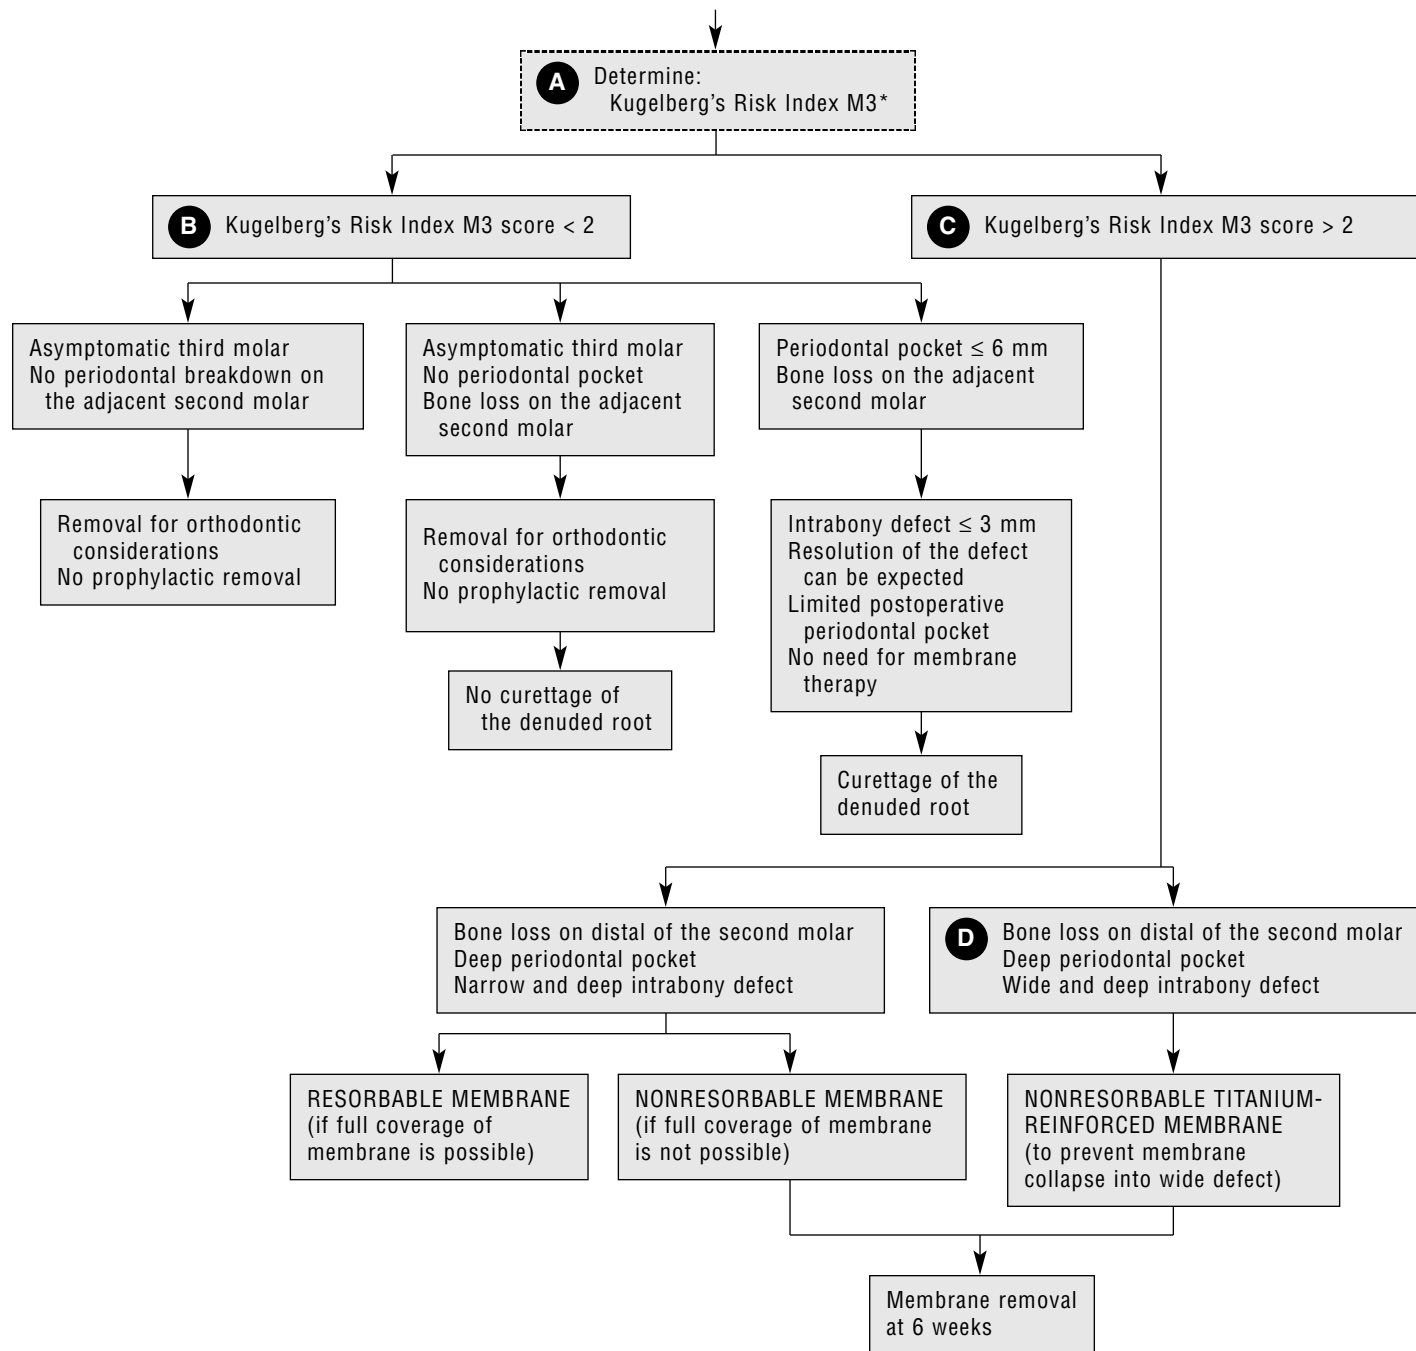 A Determine:
Kugelberg’s Risk Index M3*
B Kugelberg’s Risk Index M3 score < 2
C Kugelberg’s Risk Index M3 score > 2
Asymptomatic third molar
No periodontal breakdown on
the adjacent second molar
Asymptomatic third molar
No periodontal pocket
Bone loss on the adjacent
second molar
Periodontal pocket ≤ 6 mm
Bone loss on the adjacent
second molar
Removal for orthodontic
considerations
No prophylactic removal
Removal for orthodontic
considerations
No prophylactic removal
Intrabony defect ≤ 3 mm
Resolution of the defect
can be expected
Limited postoperative
periodontal pocket
No need for membrane
therapy
No curettage of
the denuded root
Curettage of the
denuded root
Bone loss on distal of the second molar
Deep periodontal pocket
Narrow and deep intrabony defect
D Bone loss on distal of the second molar
Deep periodontal pocket
Wide and deep intrabony defect
RESORBABLE MEMBRANE
(if full coverage of
membrane is possible)
NONRESORBABLE MEMBRANE
(if full coverage of membrane
is not possible)
NONRESORBABLE TITANIUM-
REINFORCED MEMBRANE
(to prevent membrane
collapse into wide defect)
Membrane removal
at 6 weeks